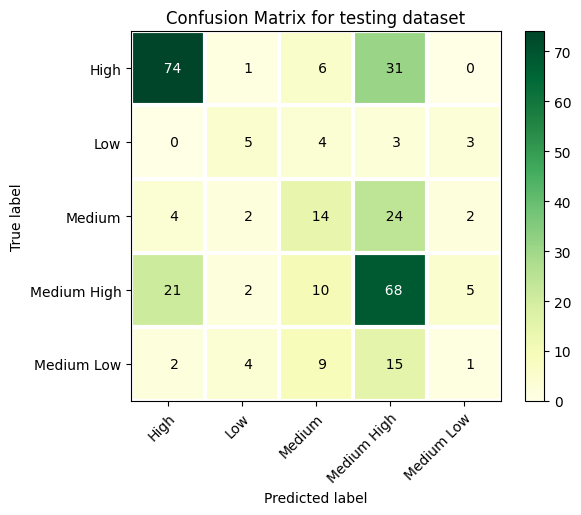 Confusion Matrix for testing dataset
True label
High 74 1 6 31 0
Low 0 5 4 3 3
Medium 4 2 14 24 2
Medium High 21 2 10 68 5
Medium Low 2 4 9 15 1
High Low Medium Medium High Medium Low
Predicted label
70
60
50
40
30
20
10
0